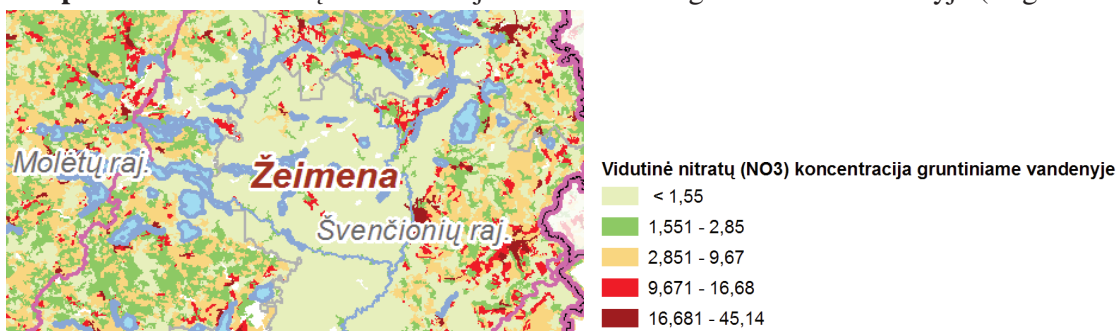 Molėtų raj.
Žeimena
Švenčionių raj.
Vidutinė nitratų (NO3) koncentracija gruntiniame vandenyje
< 1,55
1,551 - 2,85
2,851 - 9,67
9,671 - 16,68
16,681 - 45,14